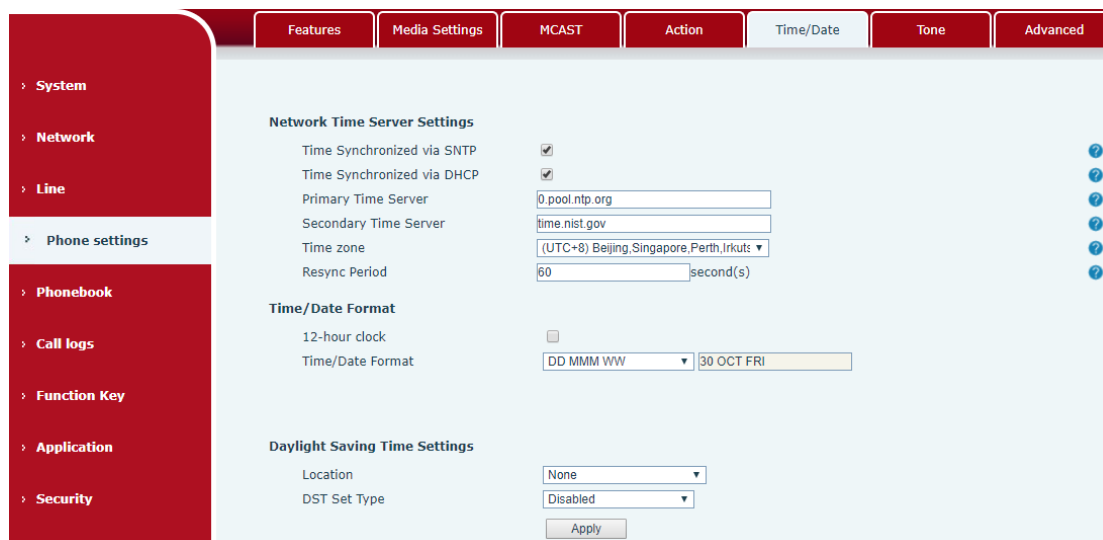 Features Media Settings MCAST Action Time/Date Tone Advanced
› System
› Network
› Line
› Phone settings
› Phonebook
› Call logs
› Function Key
› Application
› Security
Network Time Server Settings
Time Synchronized via SNTP
Time Synchronized via DHCP
Primary Time Server 0.pool.ntp.org
Secondary Time Server time.nist.gov
Time zone (UTC+8) Beijing,Singapore,Perth,Irkuts
Resync Period 60 second(s)
Time/Date Format
12-hour clock
Time/Date Format DD MMM WW 30 OCT FRI
Daylight Saving Time Settings
Location None
DST Set Type Disabled
Apply